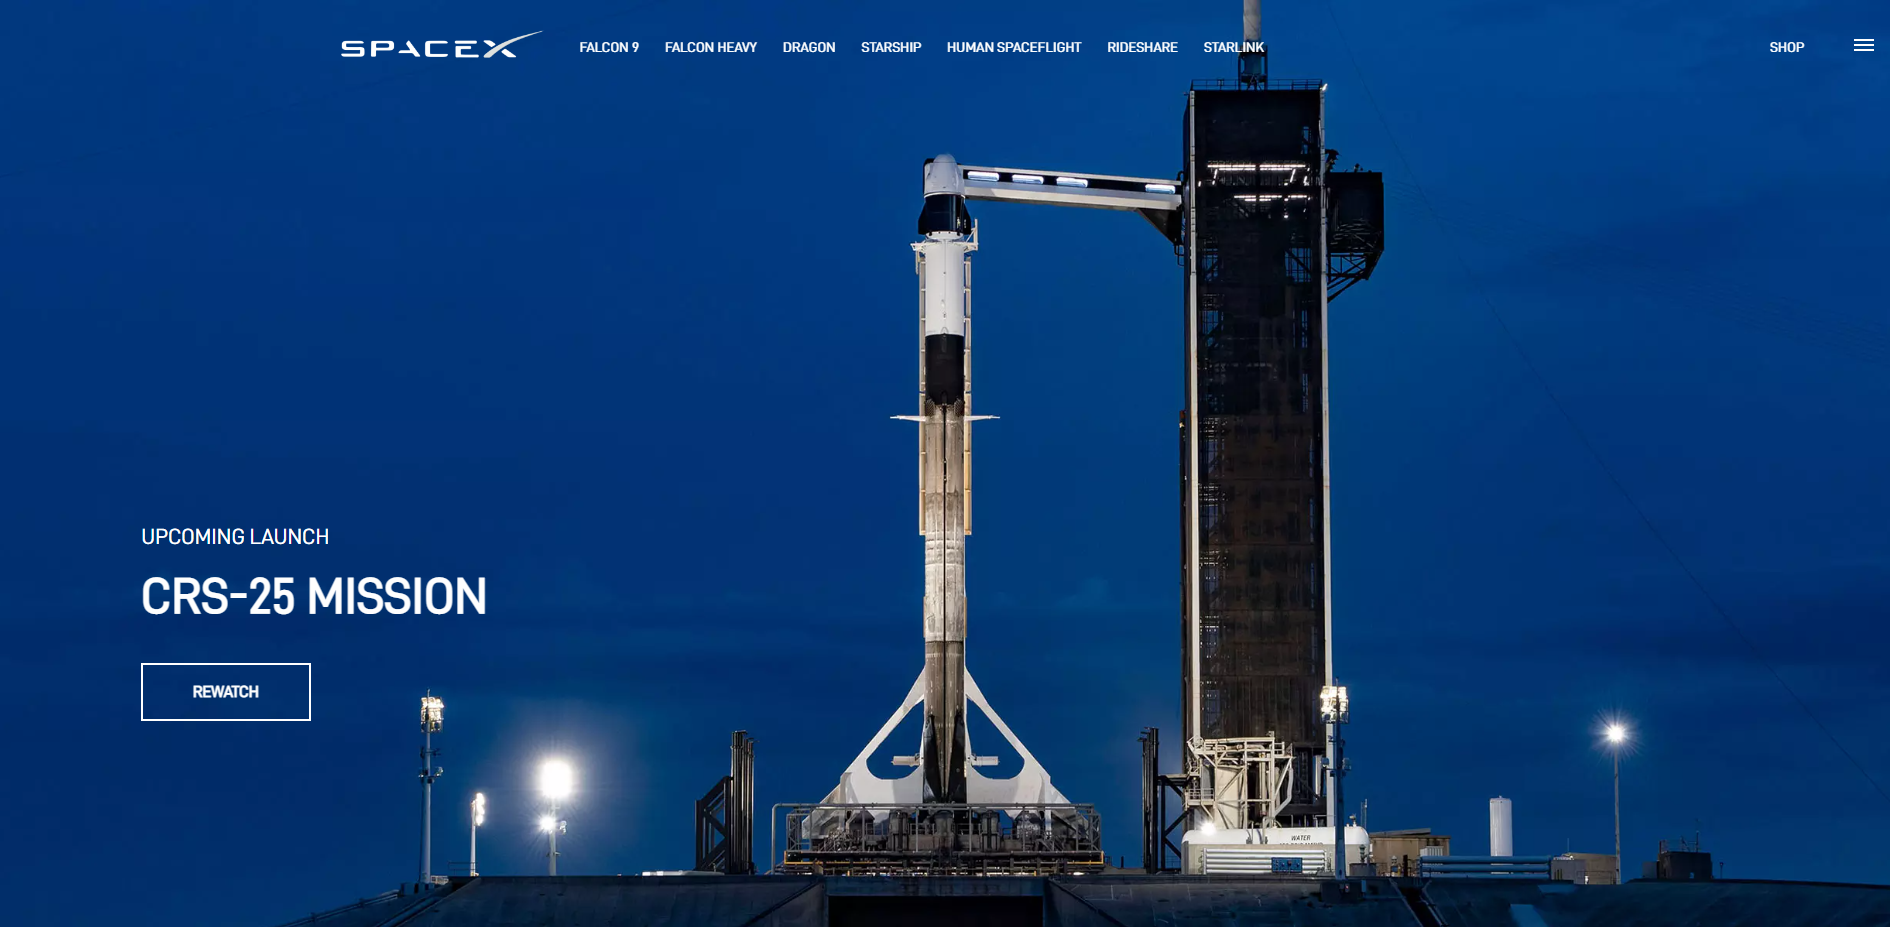 SPACEX
FALCON 9 FALCON HEAVY DRAGON STARSHIP HUMAN SPACEFLIGHT RIDESHARE STARLINK SHOP
UPCOMING LAUNCH
CRS-25 MISSION
REWATCH
WATER